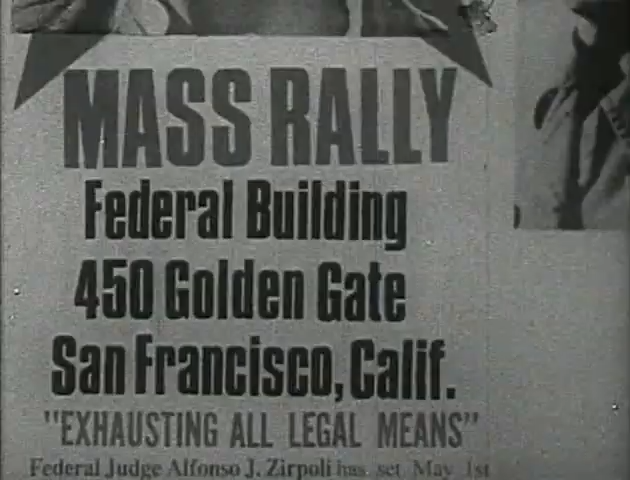 MASS RALLY
Federal Building
450 Golden Gate
San Francisco, Calif.
"EXHAUSTING ALL LEGAL MEANS"
Federal Judge Alfonso J. Zirpoli has set May 1st